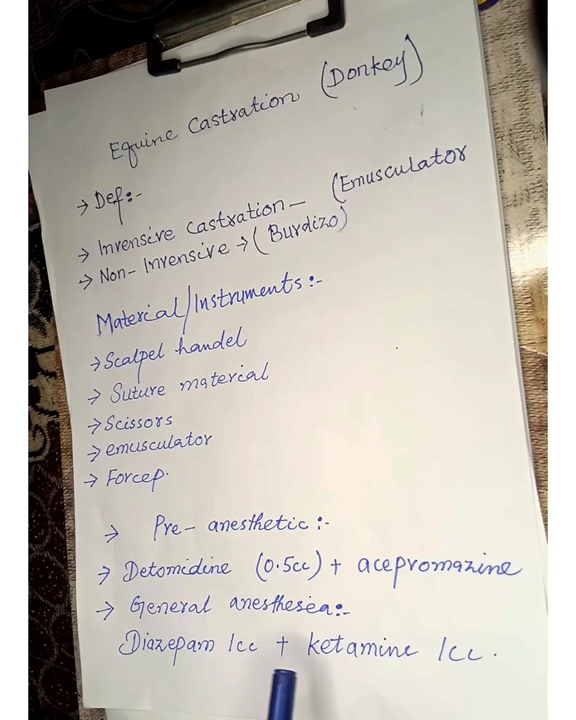 Equine Castration (Donkey)
→ Def:-
→ Invensive castration - (Emusculator
→ Non-Invensive → (Burdizo)
Material/Instruments:-
→ Scalpel handel
→ Suture material
→ Scissors
→ emusculator
→ Forcep.
→ Pre-anesthetic:-
→ Detomidine (0.5cc) + acepromazine
→ General anesthesea:-
Diazepam 1cc + ketamine 1cc.